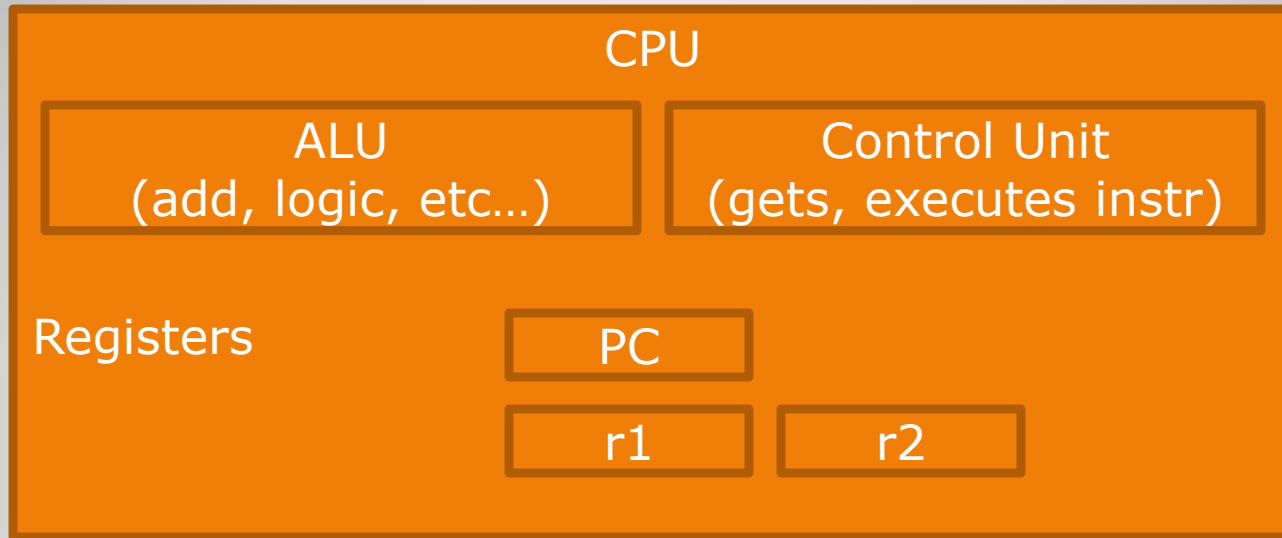 CPU
ALU
(add, logic, etc…)
Control Unit
(gets, executes instr)
Registers
PC
r1
r2